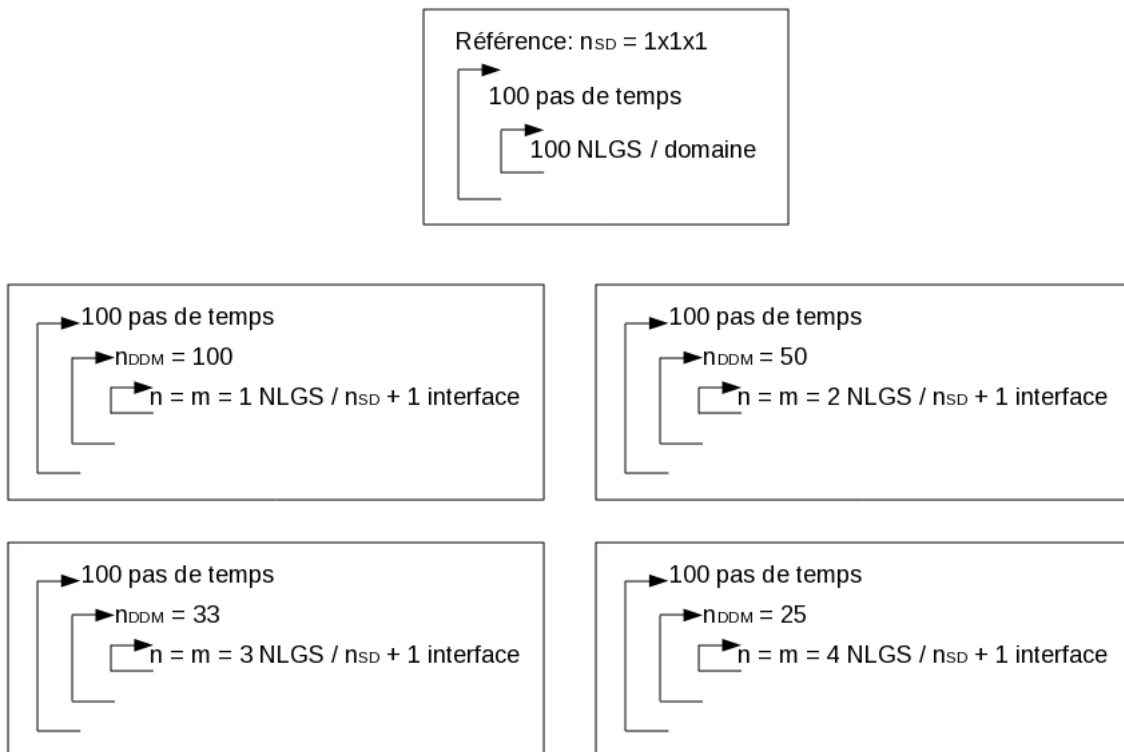 Référence: nSD = 1x1x1
100 pas de temps
100 NLGS / domaine
100 pas de temps
nDDM = 100
n = m = 1 NLGS / nSD + 1 interface
100 pas de temps
nDDM = 50
n = m = 2 NLGS / nSD + 1 interface
100 pas de temps
nDDM = 33
n = m = 3 NLGS / nSD + 1 interface
100 pas de temps
nDDM = 25
n = m = 4 NLGS / nSD + 1 interface